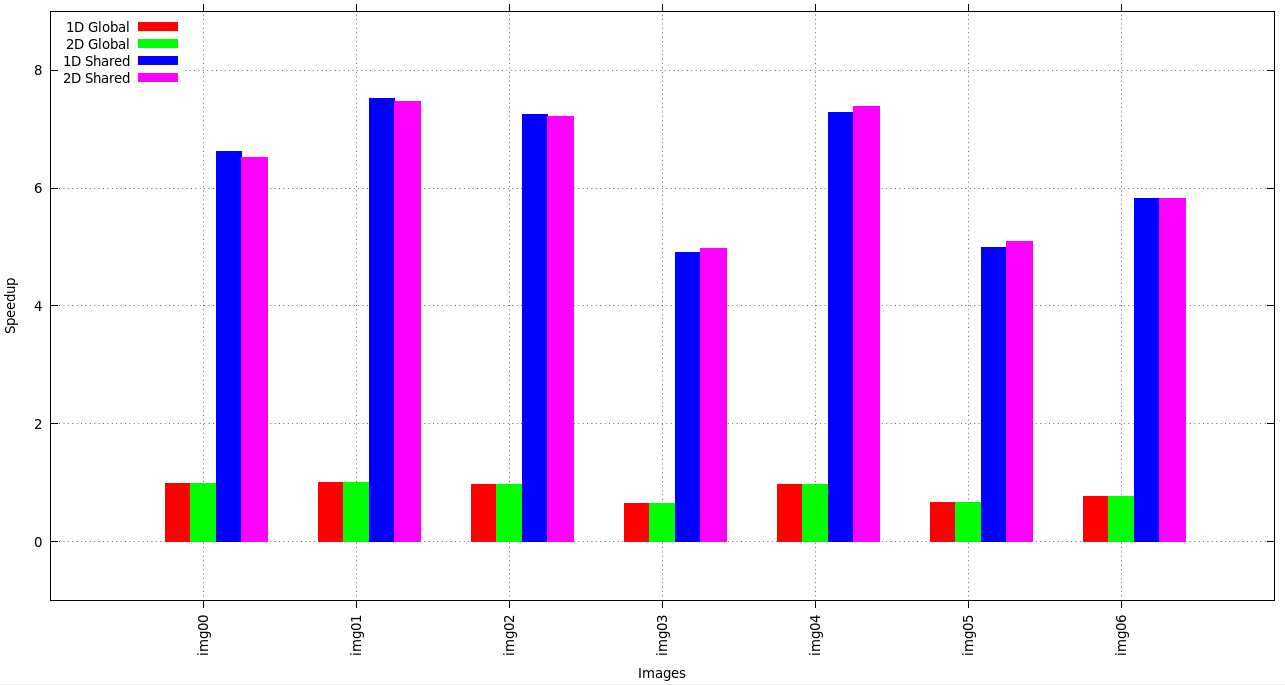 1D Global
2D Global
1D Shared
2D Shared
8
6
4
2
0
Speedup
img00
img01
img02
img03
img04
img05
img06
Images